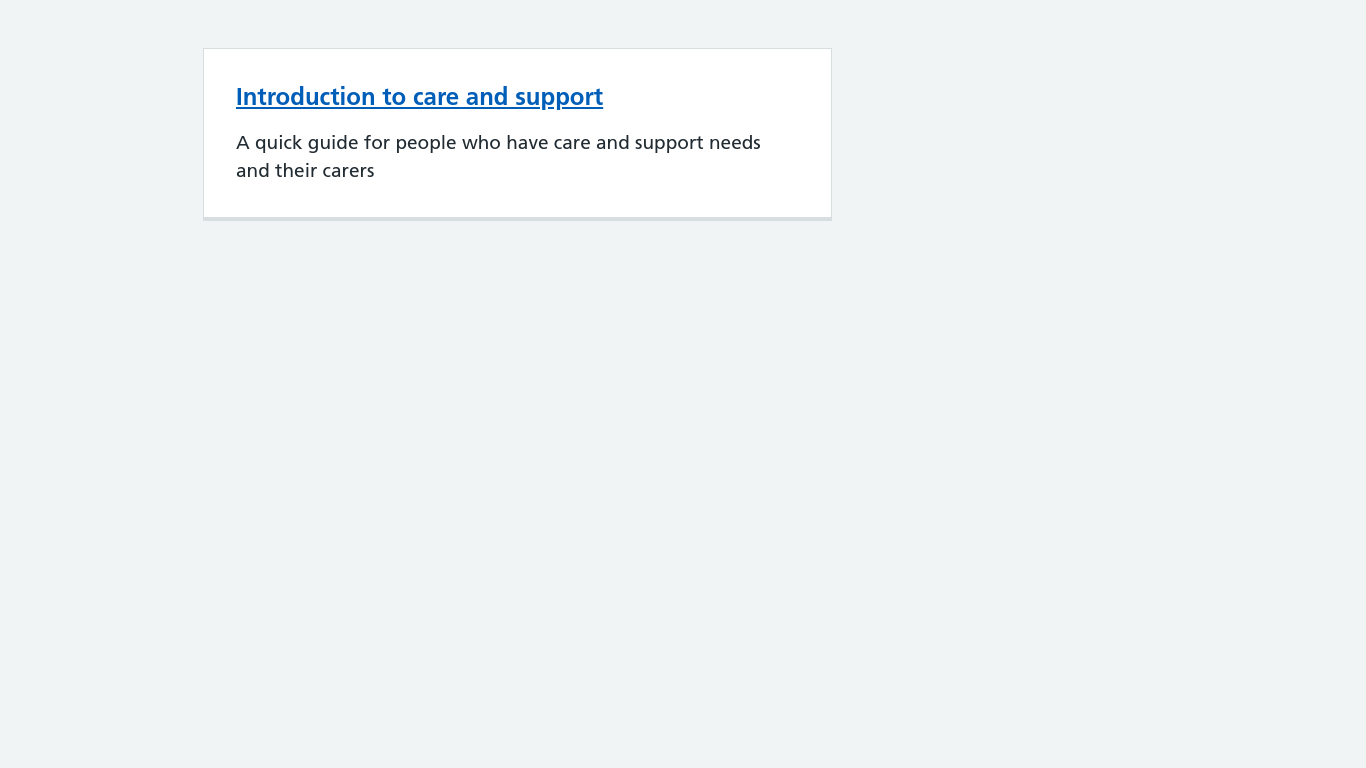 Introduction to care and support
A quick guide for people who have care and support needs
and their carers